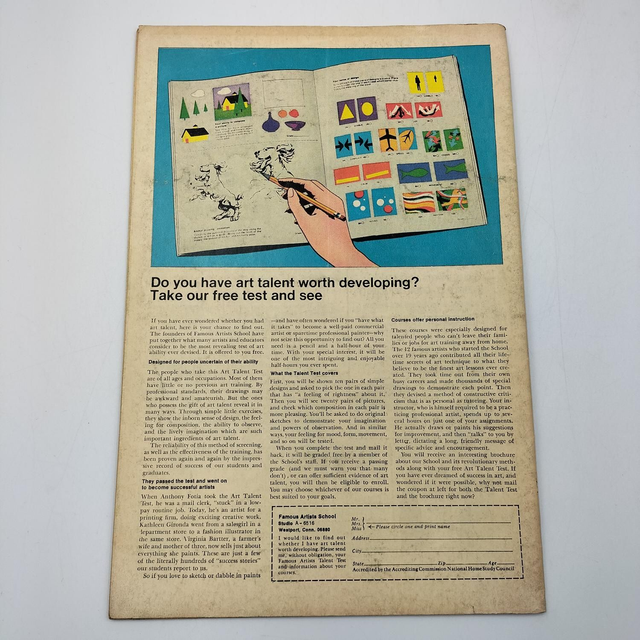 Do you have art talent worth developing?
Take our free test and see
If you have ever wondered whether you had
art talent, here is your chance to find out.
The founders of Famous Artists School have
put together what many artists and educators
consider to be the most revealing test of art
ability ever devised. It is offered to you free.
Designed for people uncertain of their ability
The people who take this Art Talent Test
are of all ages and occupations. Most of them
have little or no previous art training. By
professional standards, their drawings may
be awkward and amateurish. But the ones
who possess the gift of art talent reveal it in
many ways. Through simple little exercises,
they show the inborn sense of design, the feel-
ing for composition, the ability to observe,
and the lively imagination which are such
important ingredients of art talent.
The reliability of this method of screening,
as well as the effectiveness of the training, has
been proven again and again by the impres-
sive record of success of our students and
graduates.
They passed the test and went on
to become successful artists
When Anthony Fotia took the Art Talent
Test, he was a mail clerk, "stuck" in a low-
pay routine job. Today, he's an artist in a
printing firm, doing exciting creative work.
Kathleen Gifonda went from a salesgirl in a
department store to a fashion illustrator in
the same store. Virginia Bartter, a farmer's
wife and mother of three, now sells just about
everything she paints. These are just a few
of the literally hundreds of "success stories"
our students report to us.
So if you love to sketch or dabble in paints
—and have often wondered if you "have what
it takes" to become a well-paid commercial
artist or sparetime professional painter—why
not seize this opportunity to find out? All you
need is a pencil and a half hour of your
time. With your special interest, it will be
one of the most intriguing and enjoyable
half-hours you ever spent.
What the Talent Test covers
First, you will be shown ten pairs of simple
designs and asked to pick the one in each pair
that has "a feeling of rightness" about it.
Then you will see twenty pairs of pictures,
and check which composition in each pair is
more pleasing. You'll be asked to do original
sketches to demonstrate your imagination
and powers of observation. And in similar
ways, your feeling for mood, form, movement,
and so on will be tested.
When you complete the test and mail it
back, it will be graded free by a member of
the School's staff. If you receive a passing
grade (and we must warn you that many
don't), or can offer sufficient evidence of art
talent, you will then be eligible to enroll.
You may choose whichever of our courses is
best suited to your goals.
Courses offer personal instruction
These courses were especially designed for
talented people who can't leave their fami-
lies or jobs for art training away from home.
The 12 famous artists who started the School
over 19 years ago contributed all their life-
time secrets of art technique to what they
believe to be the finest art lessons ever cre-
ated. They took time out from their own
busy careers and made thousands of special
drawings to demonstrate each point. Then
they devised a method of constructive criti-
cism that is as personal as tutoring. Your in-
structor, who is himself required to be a prac-
ticing professional artist, spends up to sev-
eral hours on just one of your assignments.
He actually draws or paints his suggestions
for improvement, and then "talks" to you by
letter, dictating a long, friendly message of
specific advice and encouragement.
You will receive an interesting brochure
about our School and its revolutionary meth-
ods along with your free Art Talent Test. If
you have ever dreamed of success in art, and
wondered if it were possible, why not mail
the coupon at left for both the Talent Test
and the brochure right now?
Famous Artists School
Studio A-6516
Westport, Conn. 06880
I would like to find out
whether I have art talent
worth developing. Please send
me, without obligation, your
Famous Artists Talent Test
and information about your
courses.
Mr.
Mrs.
Miss
Please circle one and print name
Address
City
State Zip Age
Accredited by the Accrediting Commission National Home Study Council